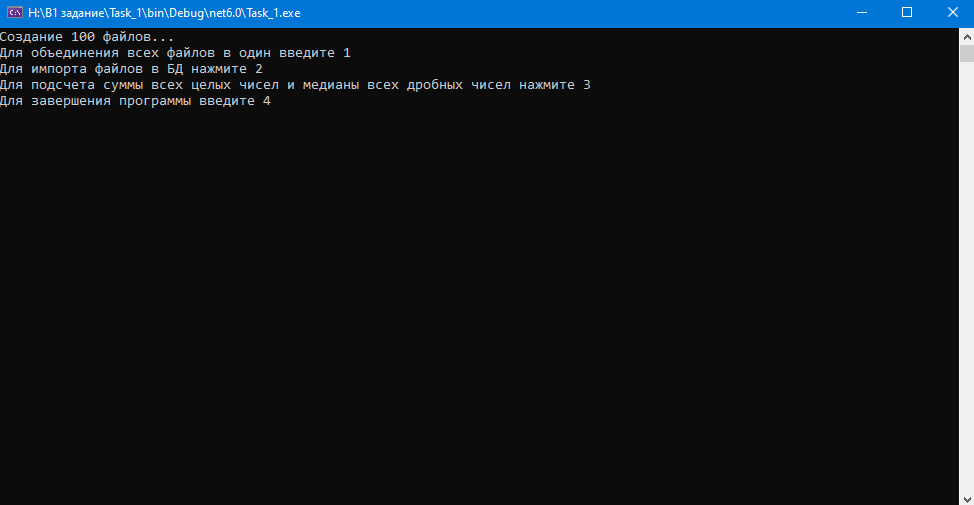 H:\B1 задание\Task_1\bin\Debug\net6.0\Task_1.exe
Создание 100 файлов...
Для объединения всех файлов в один введите 1
Для импорта файлов в БД нажмите 2
Для подсчета суммы всех целых чисел и медианы всех дробных чисел нажмите 3
Для завершения программы введите 4